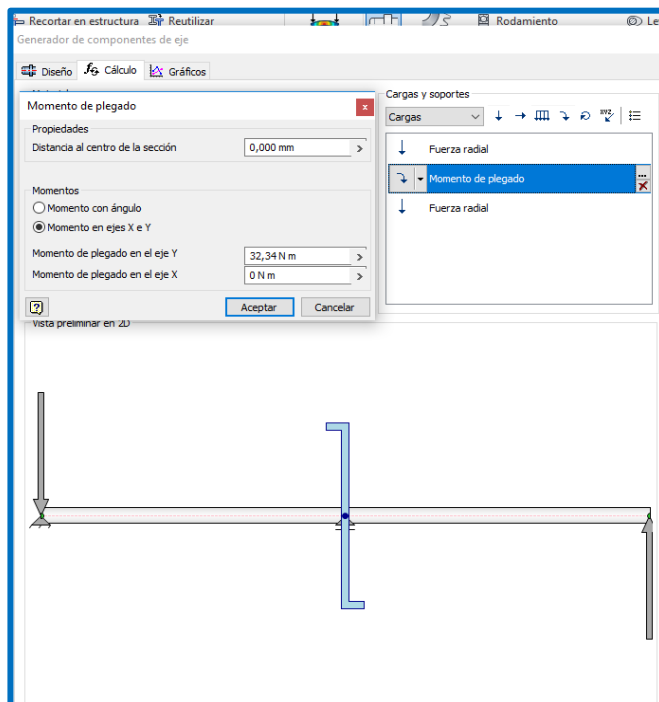 Recortar en estructura Reutilizar Rodamiento
Generador de componentes de eje
Diseño fG Cálculo Gráficos
Momento de plegado x
Propiedades
Distancia al centro de la sección 0,000 mm >
Momentos
Momento con ángulo
Momento en ejes X e Y
Momento de plegado en el eje Y 32,34 N m >
Momento de plegado en el eje X 0 N m >
Aceptar Cancelar
Cargas y soportes
Cargas xyz
Fuerza radial
Momento de plegado ...
Fuerza radial
Vista preliminar en 2D